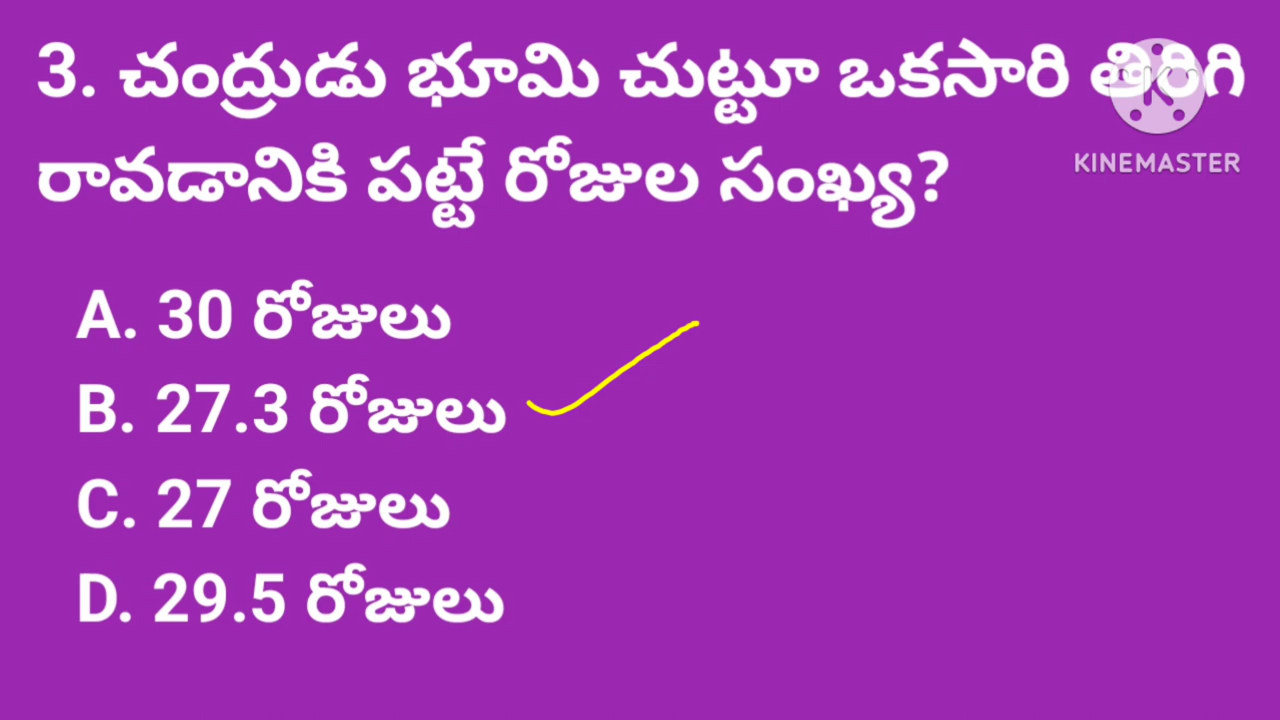 3. చంద్రుడు భూమి చుట్టూ ఒకసారి తిరిగి
రావడానికి పట్టే రోజుల సంఖ్య?
KINEMASTER
A. 30 రోజులు
B. 27.3 రోజులు
C. 27 రోజులు
D. 29.5 రోజులు